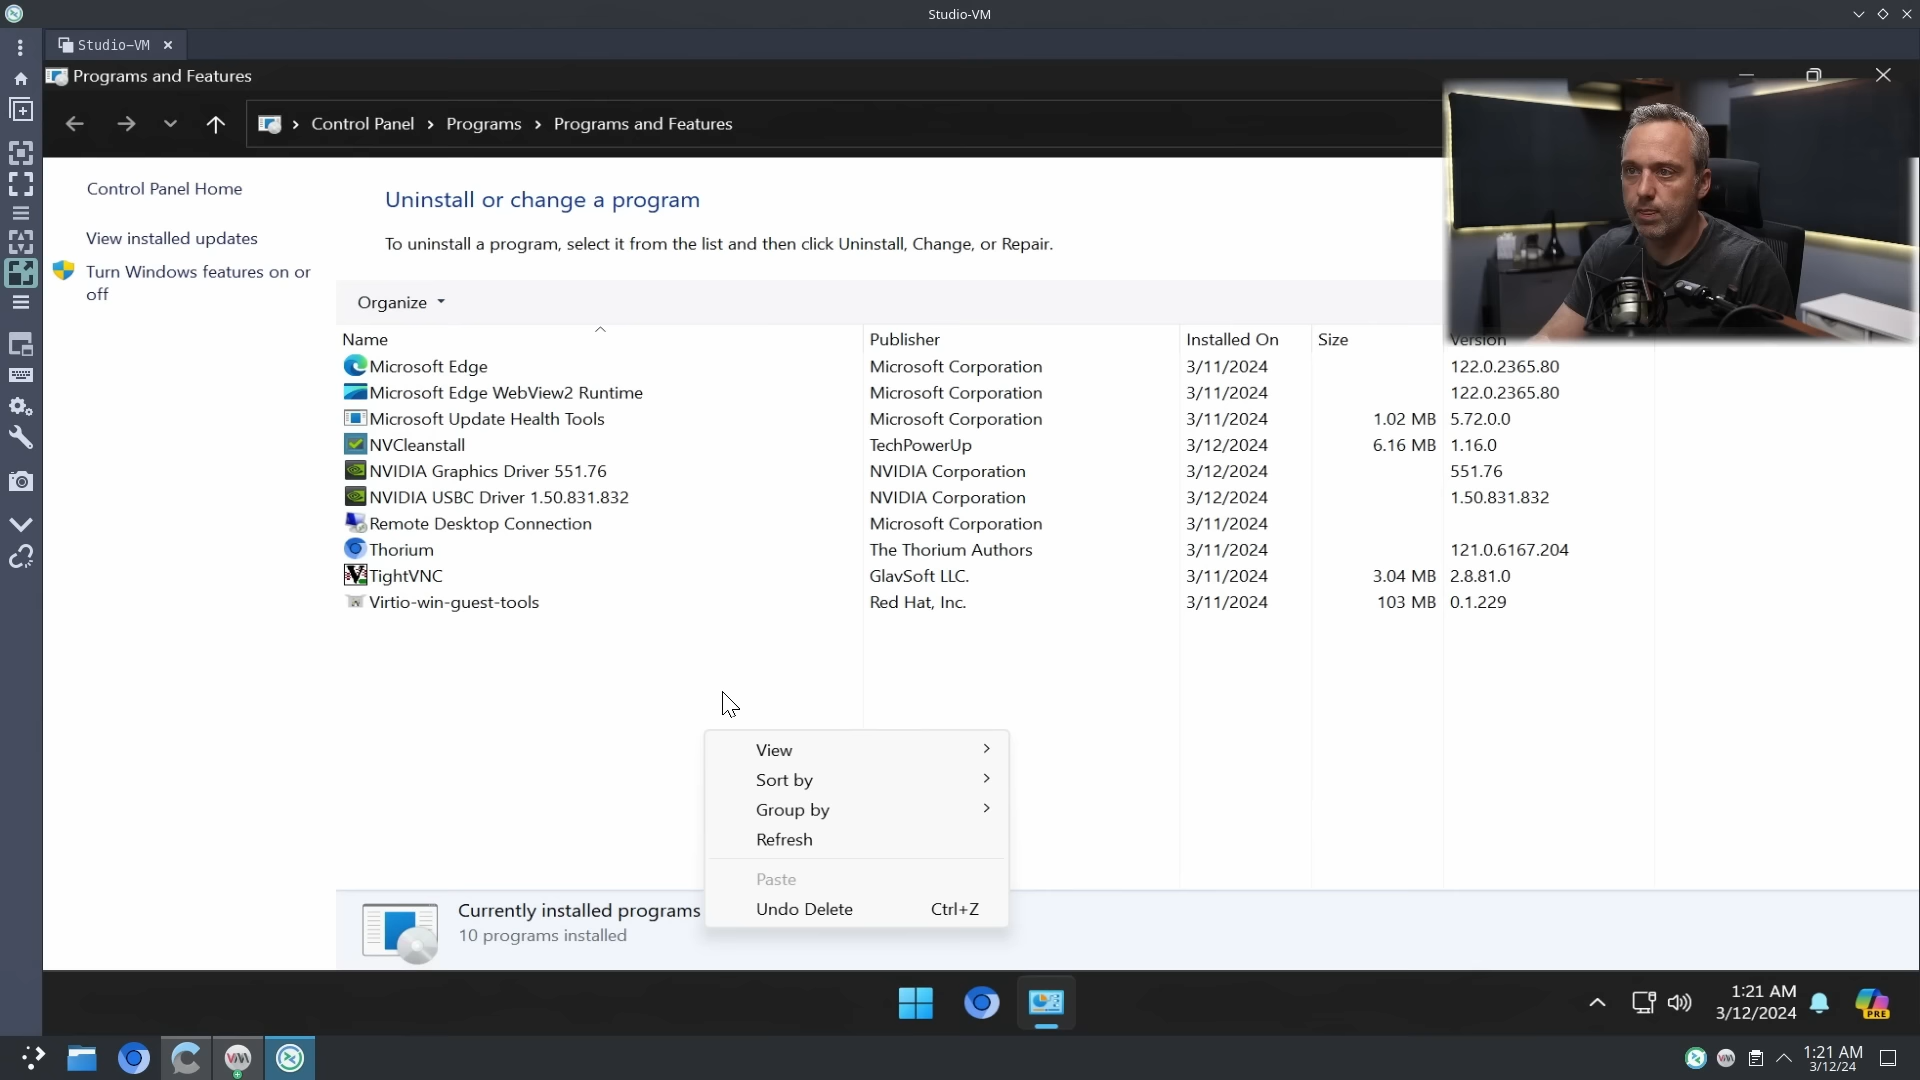 Studio-VM
Studio-VM
Programs and Features
Control Panel > Programs > Programs and Features
Control Panel Home
View installed updates
Turn Windows features on or
off
Uninstall or change a program
To uninstall a program, select it from the list and then click Uninstall, Change, or Repair.
Organize
Name Publisher Installed On Size Version
Microsoft Edge Microsoft Corporation 3/11/2024 122.0.2365.80
Microsoft Edge WebView2 Runtime Microsoft Corporation 3/11/2024 122.0.2365.80
Microsoft Update Health Tools Microsoft Corporation 3/11/2024 1.02 MB 5.72.0.0
NVCleanstall TechPowerUp 3/12/2024 6.16 MB 1.16.0
NVIDIA Graphics Driver 551.76 NVIDIA Corporation 3/12/2024 551.76
NVIDIA USBC Driver 1.50.831.832 NVIDIA Corporation 3/12/2024 1.50.831.832
Remote Desktop Connection Microsoft Corporation 3/11/2024
Thorium The Thorium Authors 3/11/2024 121.0.6167.204
TightVNC GlavSoft LLC. 3/11/2024 3.04 MB 2.8.81.0
Virtio-win-guest-tools Red Hat, Inc. 3/11/2024 103 MB 0.1.229
View
Sort by
Group by
Refresh
Paste
Undo Delete Ctrl+Z
Currently installed programs
10 programs installed
1:21 AM
3/12/2024
PRE
1:21 AM
3/12/24